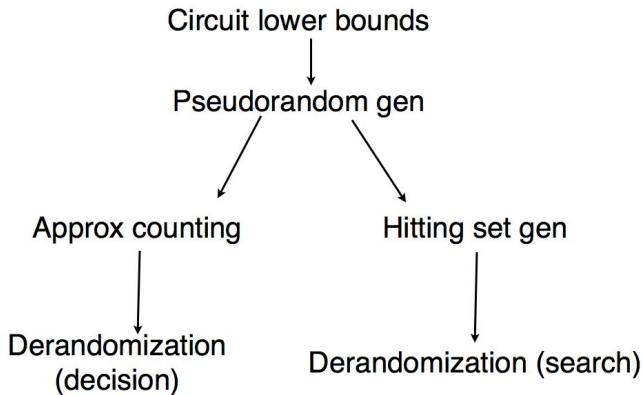 Circuit lower bounds
Pseudorandom gen
Approx counting
Hitting set gen
Derandomization
(decision)
Derandomization (search)